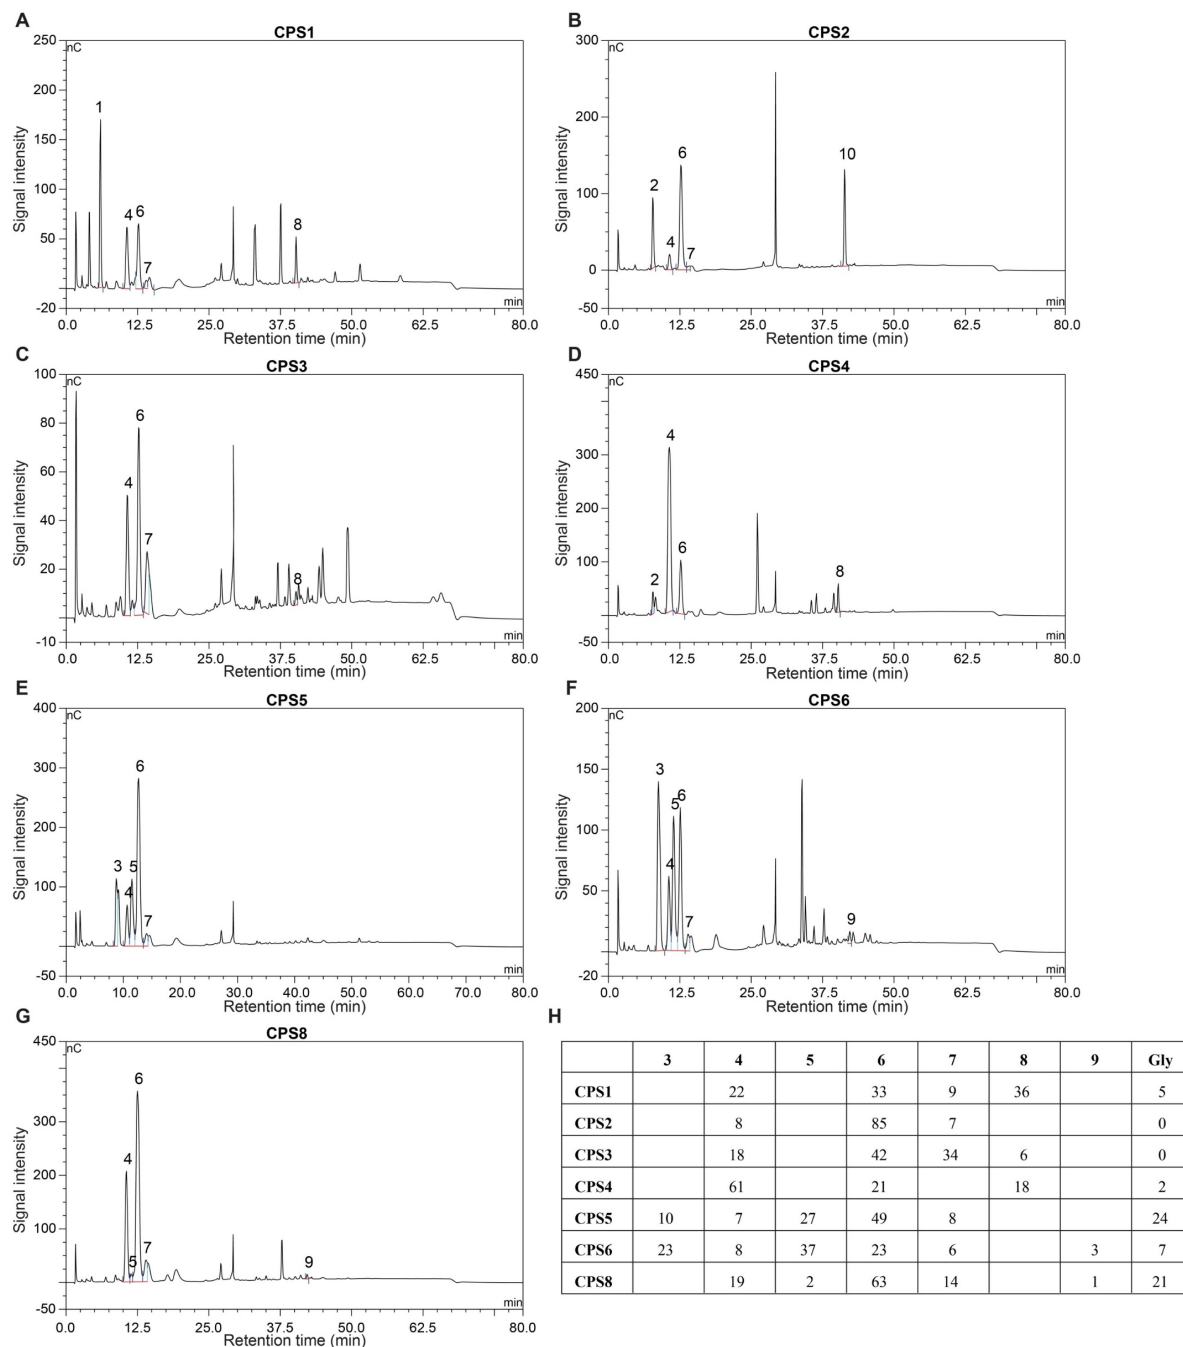 A
CPS1
nC
250
200
150
100
50
-20
Signal intensity
1
4
6
7
8
min
0.0 12.5 25.0 37.5 50.0 62.5 80.0
Retention time (min)
B
CPS2
nC
300
200
100
0
-50
Signal intensity
2
4
6
7
10
min
0.0 12.5 25.0 37.5 50.0 62.5 80.0
Retention time (min)
C
CPS3
nC
100
80
60
40
20
-10
Signal intensity
4
6
7
8
min
0.0 12.5 25.0 37.5 50.0 62.5 80.0
Retention time (min)
D
CPS4
nC
450
300
200
100
0
-50
Signal intensity
2
4
6
8
min
0.0 12.5 25.0 37.5 50.0 62.5 80.0
Retention time (min)
E
CPS5
nC
400
300
200
100
-50
Signal intensity
3
4
5
6
7
min
0.0 10.0 20.0 30.0 40.0 50.0 60.0 70.0 80.0
Retention time (min)
F
CPS6
nC
200
150
100
50
-20
Signal intensity
3
4
5
6
7
9
min
0.0 12.5 25.0 37.5 50.0 62.5 80.0
Retention time (min)
G
CPS8
nC
450
300
200
100
-50
Signal intensity
4
5
6
7
9
min
0.0 12.5 25.0 37.5 50.0 62.5 80.0
Retention time (min)
H
3 4 5 6 7 8 9 Gly
CPS1 22 33 9 36 5
CPS2 8 85 7 0
CPS3 18 42 34 6 0
CPS4 61 21 18 2
CPS5 10 7 27 49 8 24
CPS6 23 8 37 23 6 3 7
CPS8 19 2 63 14 1 21